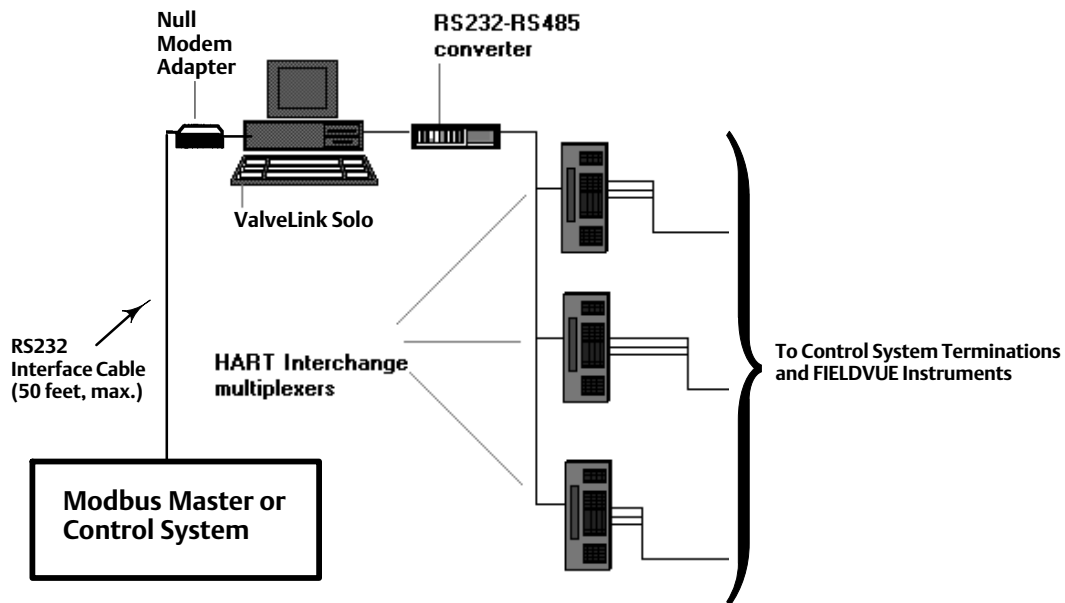 Null
Modem
Adapter
RS232-RS485
converter
ValveLink Solo
RS232
Interface Cable
(50 feet, max.)
HART Interchange
multiplexers
To Control System Terminations
and FIELDVUE Instruments
Modbus Master or
Control System